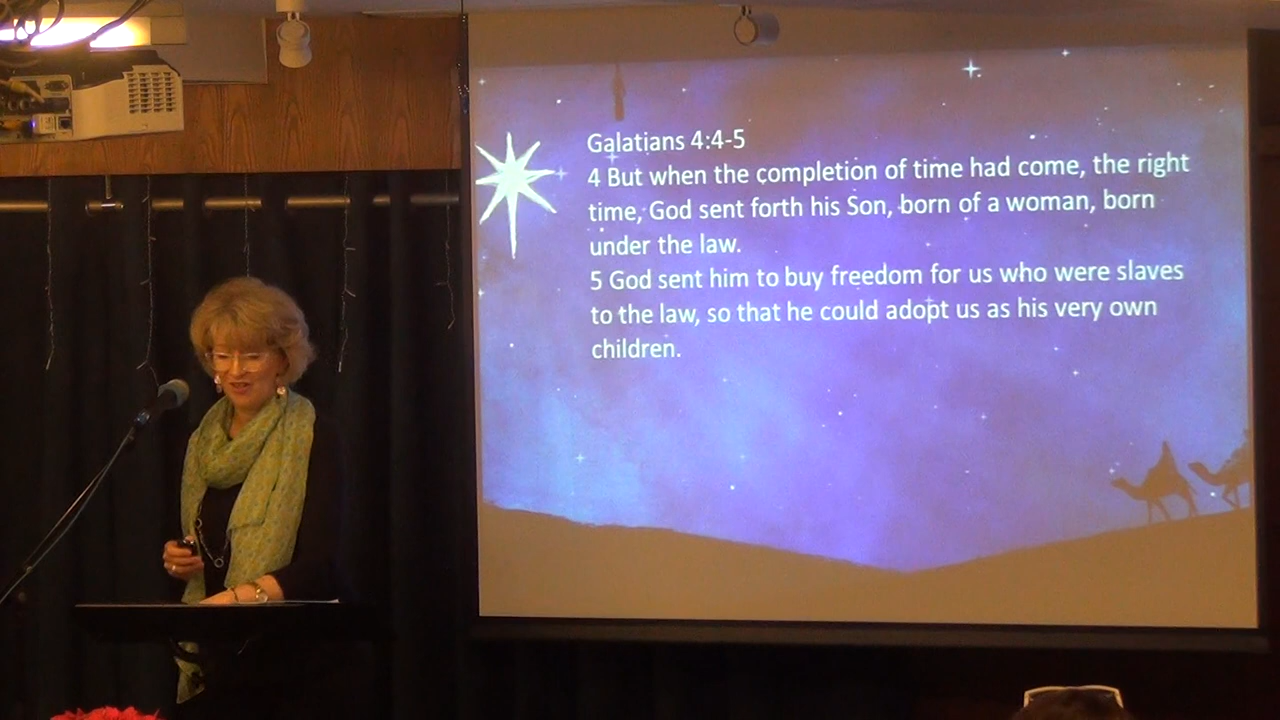 Galatians 4:4-5
4 But when the completion of time had come, the right
time, God sent forth his Son, born of a woman, born
under the law.
5 God sent him to buy freedom for us who were slaves
to the law, so that he could adopt us as his very own
children.